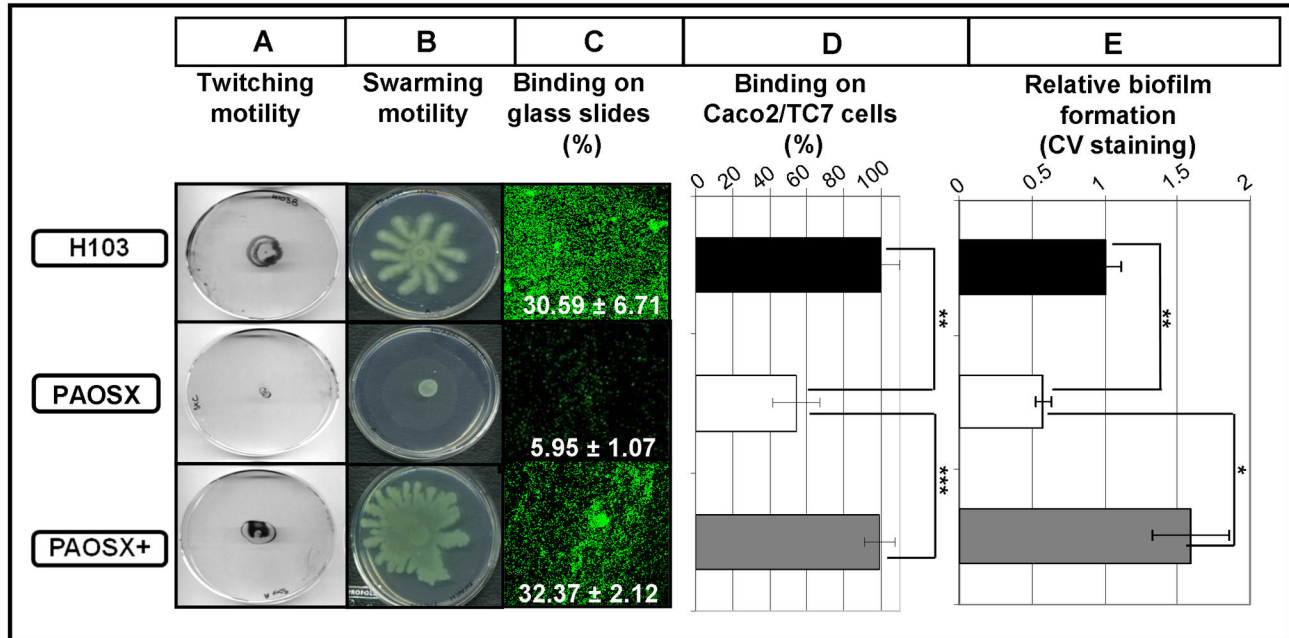 A
B
C
D
E
Twitching
motility
Swarming
motility
Binding on
glass slides
(%)
Binding on
Caco2/TC7 cells
(%)
Relative biofilm
formation
(CV staining)
0
20
40
60
80
100
0
0.5
1
1.5
2
H103
30.59 ± 6.71
**
**
PAOSX
5.95 ± 1.07
***
*
PAOSX+
32.37 ± 2.12